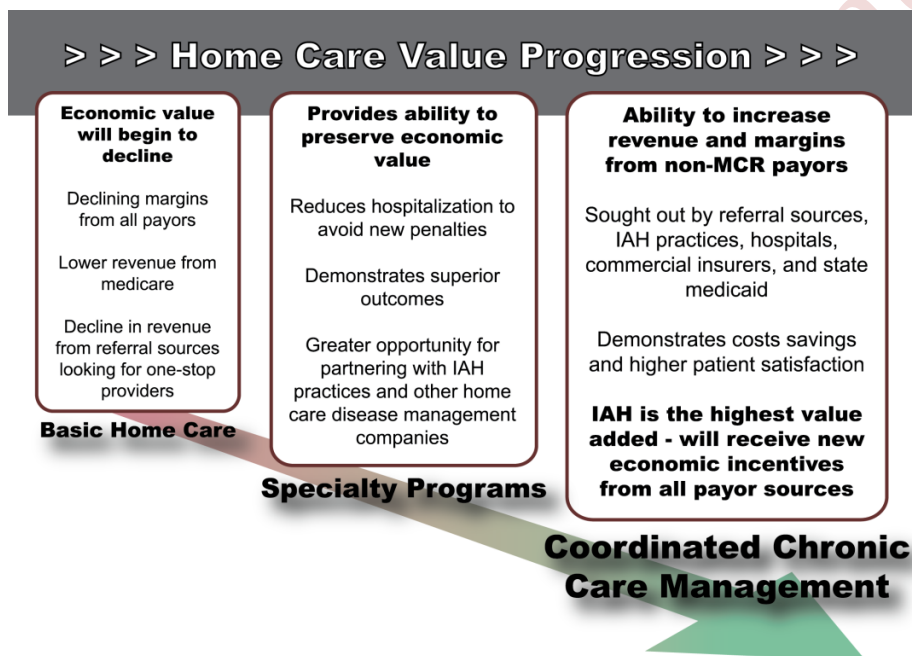 > > > Home Care Value Progression > > >
Economic value
will begin to
decline
Declining margins
from all payors
Lower revenue from
medicare
Decline in revenue
from referral sources
looking for one-stop
providers
Basic Home Care
Provides ability to
preserve economic
value
Reduces hospitalization to
avoid new penalties
Demonstrates superior
outcomes
Greater opportunity for
partnering with IAH
practices and other home
care disease management
companies
Specialty Programs
Ability to increase
revenue and margins
from non-MCR payors
Sought out by referral sources,
IAH practices, hospitals,
commercial insurers, and state
medicaid
Demonstrates costs savings
and higher patient satisfaction
IAH is the highest value
added - will receive new
economic incentives
from all payor sources
Coordinated Chronic
Care Management